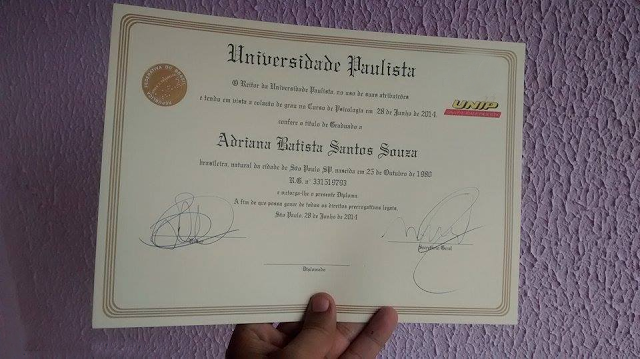 Universidade Paulista
O Reitor da Universidade Paulista, no uso de suas atribuições
e tendo em vista a colação de grau no Curso de Psicologia em 28 de Junho de 2014
confere o título de Graduado a
UNIP
Adriana Batista Santos Souza
brasileira, natural da cidade de São Paulo, SP, nascida em 25 de Outubro de 1980
R.G. nº 331519793
e outorga-lhe o presente Diploma
A fim de que possa gozar de todos os direitos prerrogativas legais.
São Paulo, 28 de Junho de 2014
Secretário Geral
Diplomado